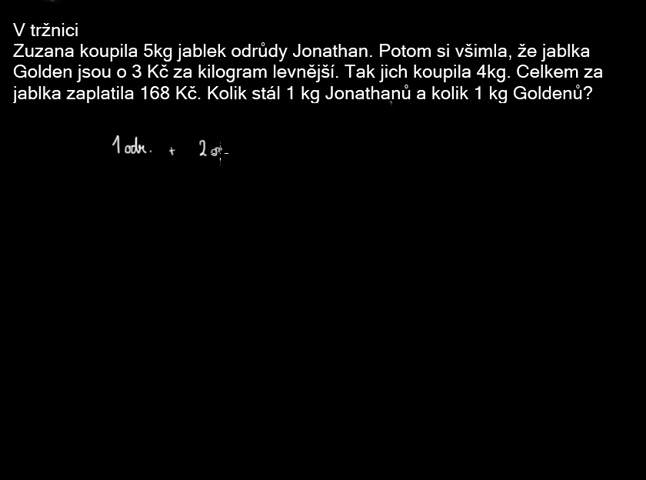 V tržnici
Zuzana koupila 5kg jablek odrůdy Jonathan. Potom si všimla, že jablka
Golden jsou o 3 Kč za kilogram levnější. Tak jich koupila 4kg. Celkem za
jablka zaplatila 168 Kč. Kolik stál 1 kg Jonathanů a kolik 1 kg Goldenů?
1 odr. + 2